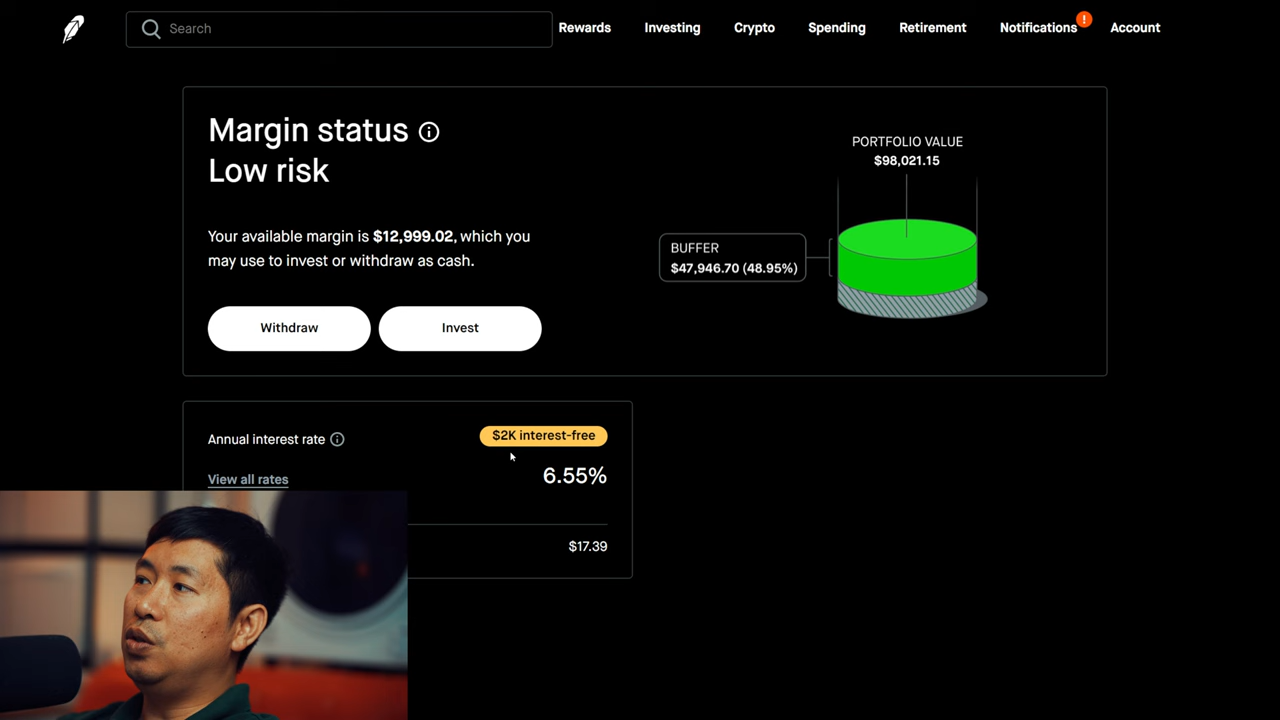 Search
Rewards
Investing
Crypto
Spending
Retirement
Notifications
!
Account
Margin status
Low risk
Your available margin is $12,999.02, which you
may use to invest or withdraw as cash.
Withdraw
Invest
PORTFOLIO VALUE
$98,021.15
BUFFER
$47,946.70 (48.95%)
Annual interest rate
$2K interest-free
View all rates
6.55%
$17.39